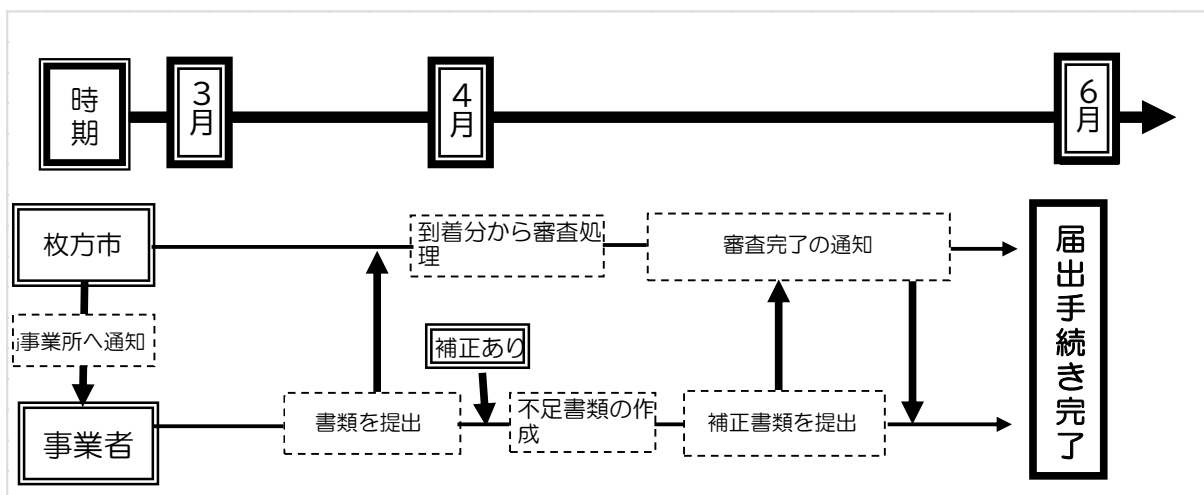 時
期
3
月
4
月
6
月
枚方市
到着分から審査処
理
審査完了の通知
事業所へ通知
補正あり
事業者
書類を提出
不足書類の作
成
補正書類を提出
届出手続き完了